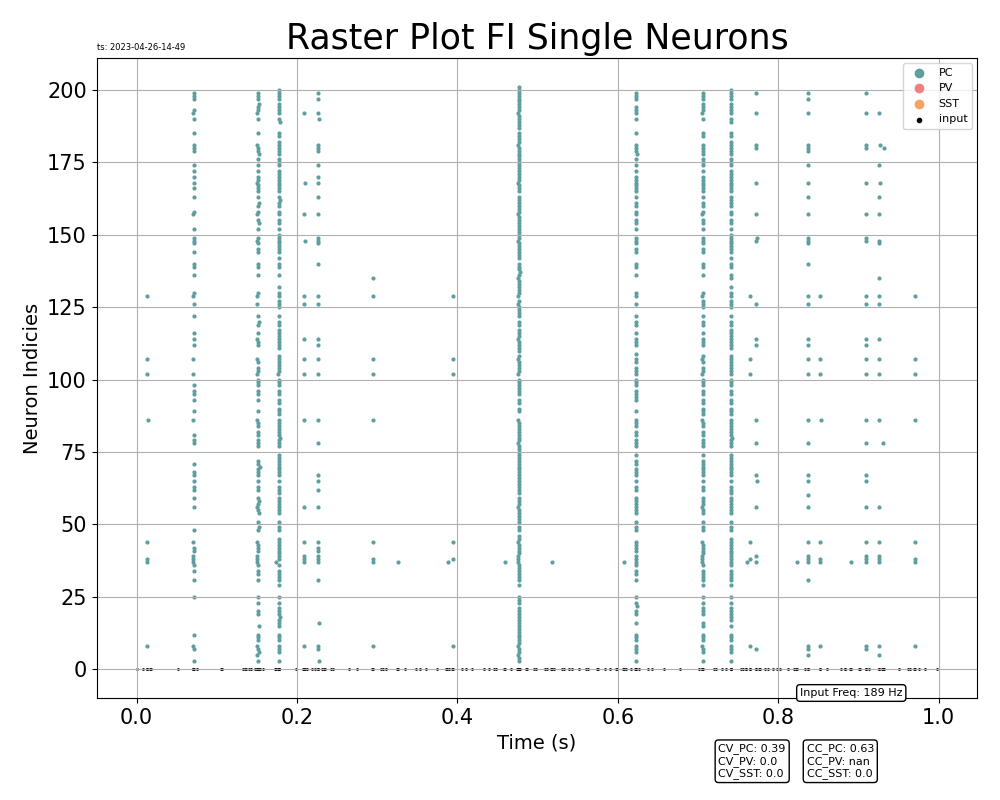 Raster Plot FI Single Neurons
ts: 2023-04-26-14-49
PC
PV
SST
input
Neuron Indicies
200
175
150
125
100
75
50
25
0
Input Freq: 189 Hz
0.0 0.2 0.4 0.6 0.8 1.0
Time (s)
CV_PC: 0.39
CV_PV: 0.0
CV_SST: 0.0
CC_PC: 0.63
CC_PV: nan
CC_SST: 0.0